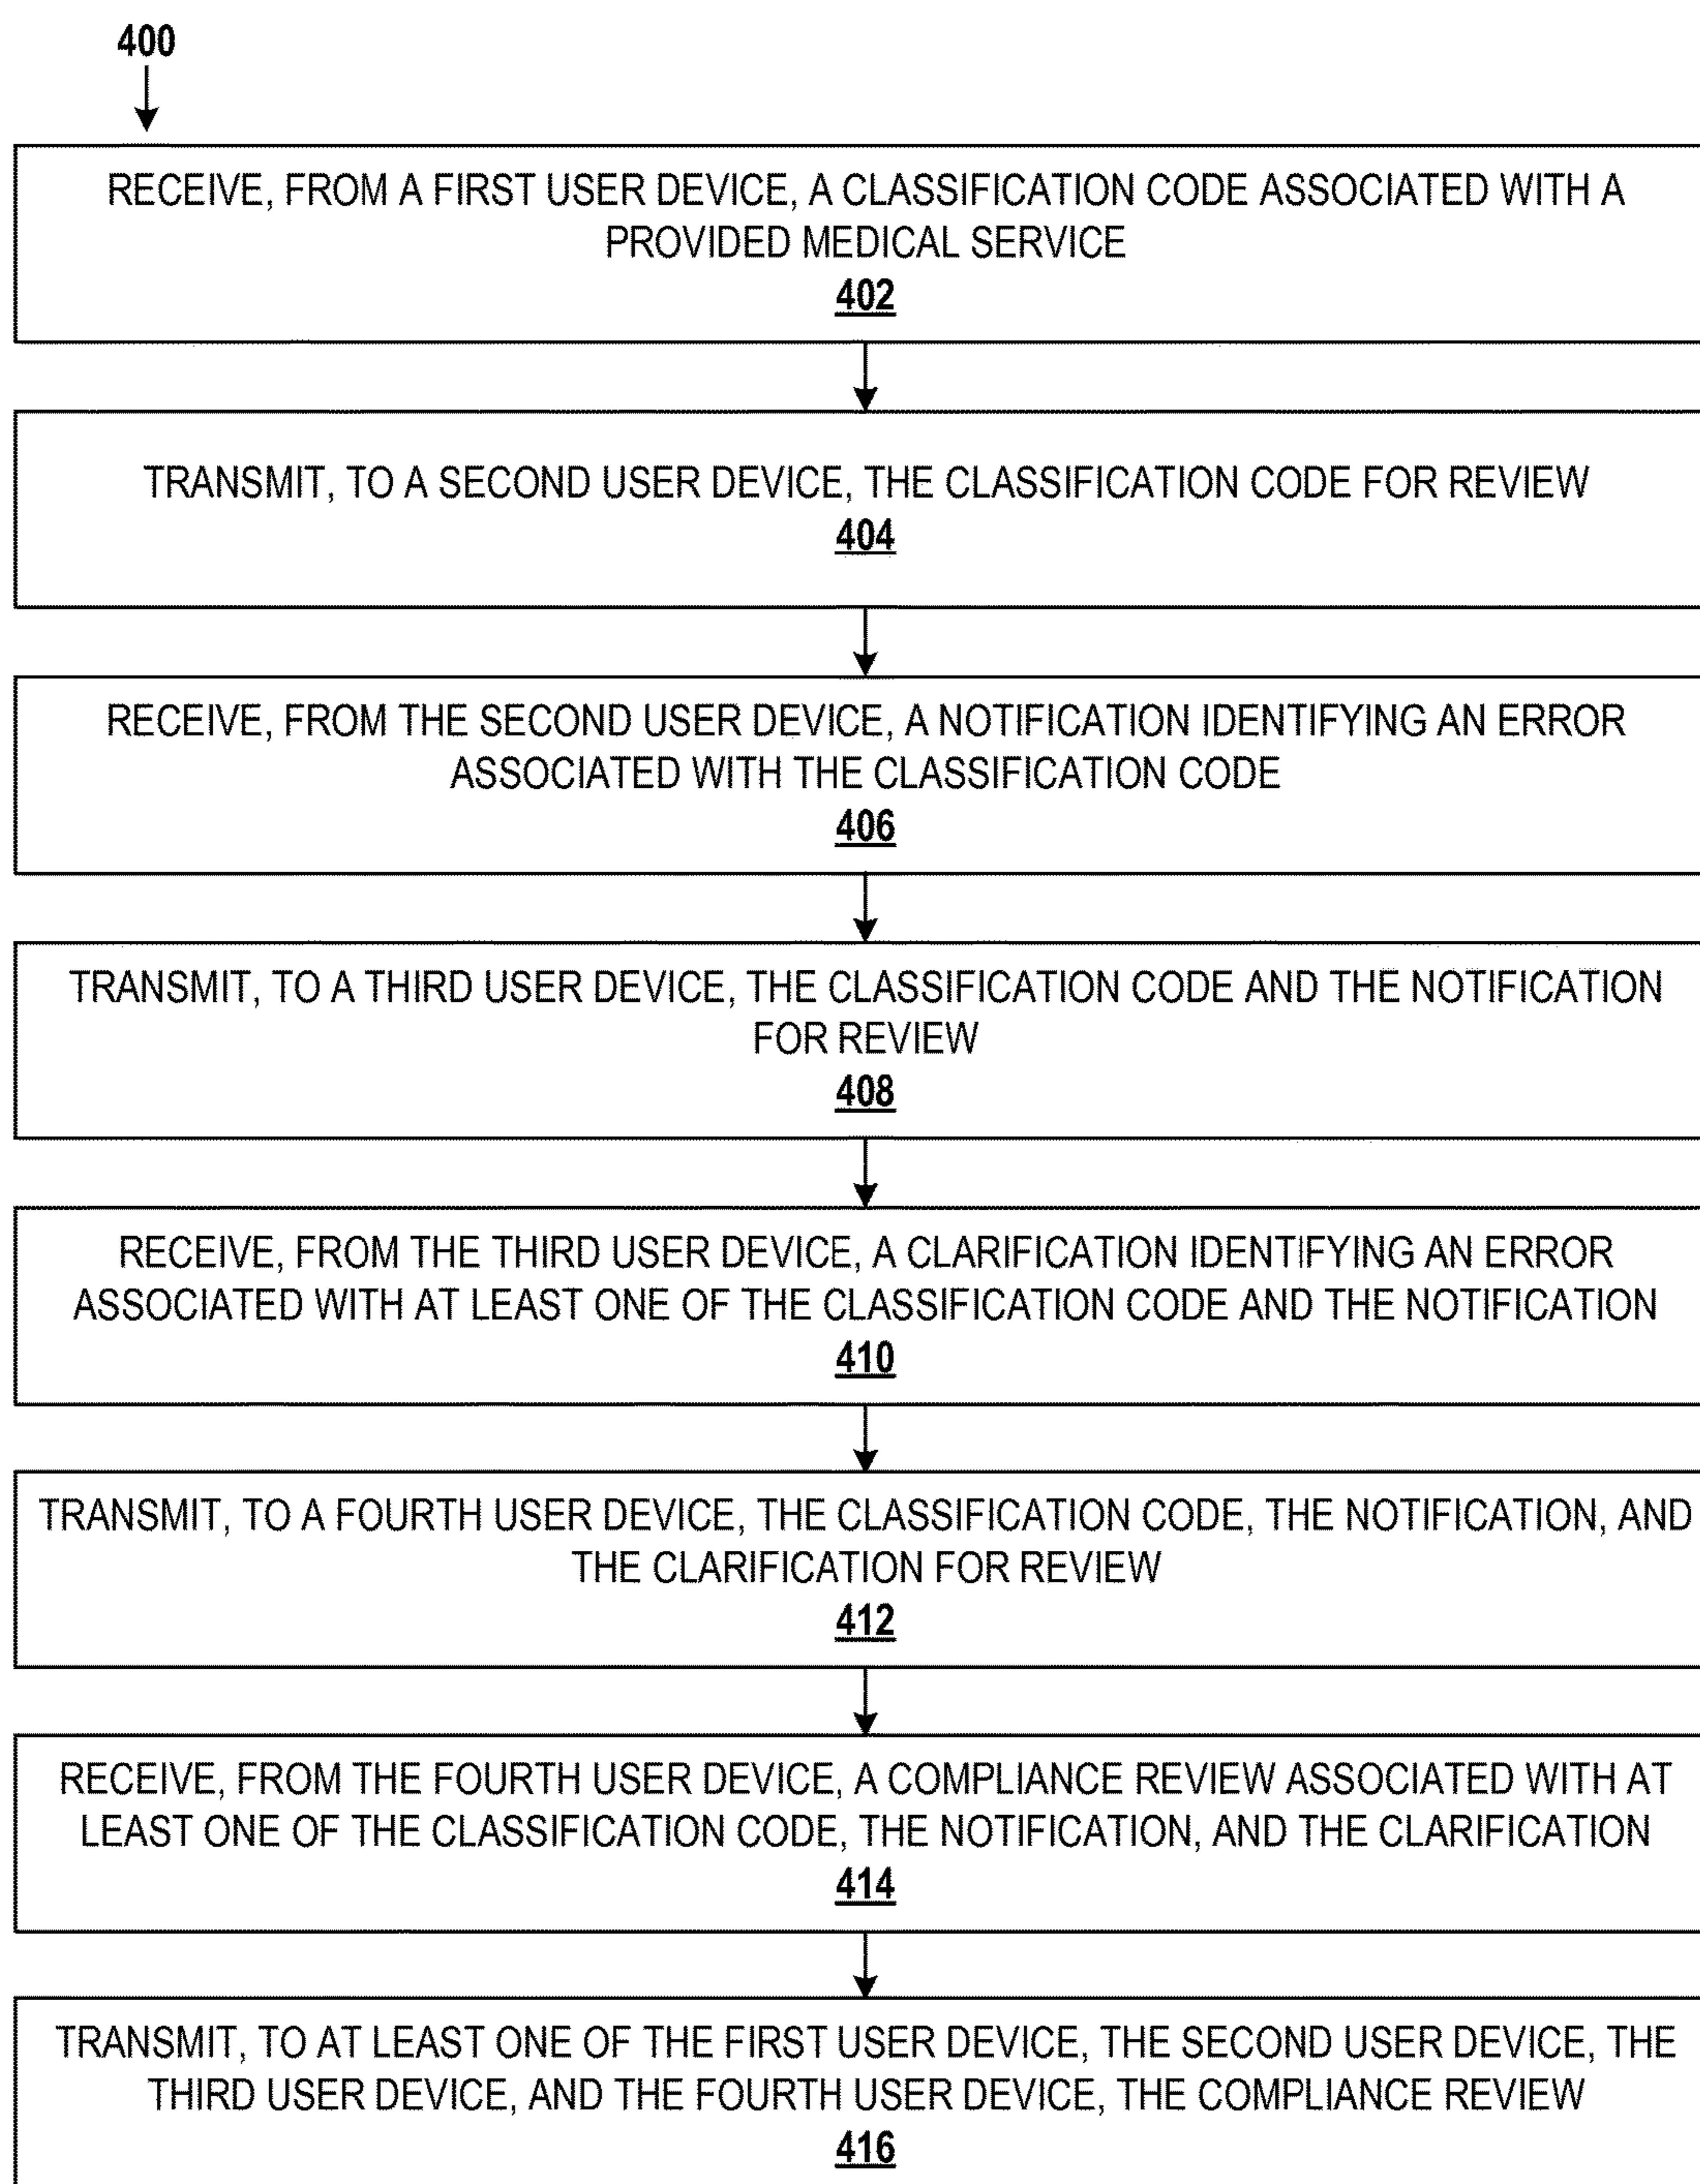 400
RECEIVE, FROM A FIRST USER DEVICE, A CLASSIFICATION CODE ASSOCIATED WITH A
PROVIDED MEDICAL SERVICE
402
TRANSMIT, TO A SECOND USER DEVICE, THE CLASSIFICATION CODE FOR REVIEW
404
RECEIVE, FROM THE SECOND USER DEVICE, A NOTIFICATION IDENTIFYING AN ERROR
ASSOCIATED WITH THE CLASSIFICATION CODE
406
TRANSMIT, TO A THIRD USER DEVICE, THE CLASSIFICATION CODE AND THE NOTIFICATION
FOR REVIEW
408
RECEIVE, FROM THE THIRD USER DEVICE, A CLARIFICATION IDENTIFYING AN ERROR
ASSOCIATED WITH AT LEAST ONE OF THE CLASSIFICATION CODE AND THE NOTIFICATION
410
TRANSMIT, TO A FOURTH USER DEVICE, THE CLASSIFICATION CODE, THE NOTIFICATION, AND
THE CLARIFICATION FOR REVIEW
412
RECEIVE, FROM THE FOURTH USER DEVICE, A COMPLIANCE REVIEW ASSOCIATED WITH AT
LEAST ONE OF THE CLASSIFICATION CODE, THE NOTIFICATION, AND THE CLARIFICATION
414
TRANSMIT, TO AT LEAST ONE OF THE FIRST USER DEVICE, THE SECOND USER DEVICE, THE
THIRD USER DEVICE, AND THE FOURTH USER DEVICE, THE COMPLIANCE REVIEW
416